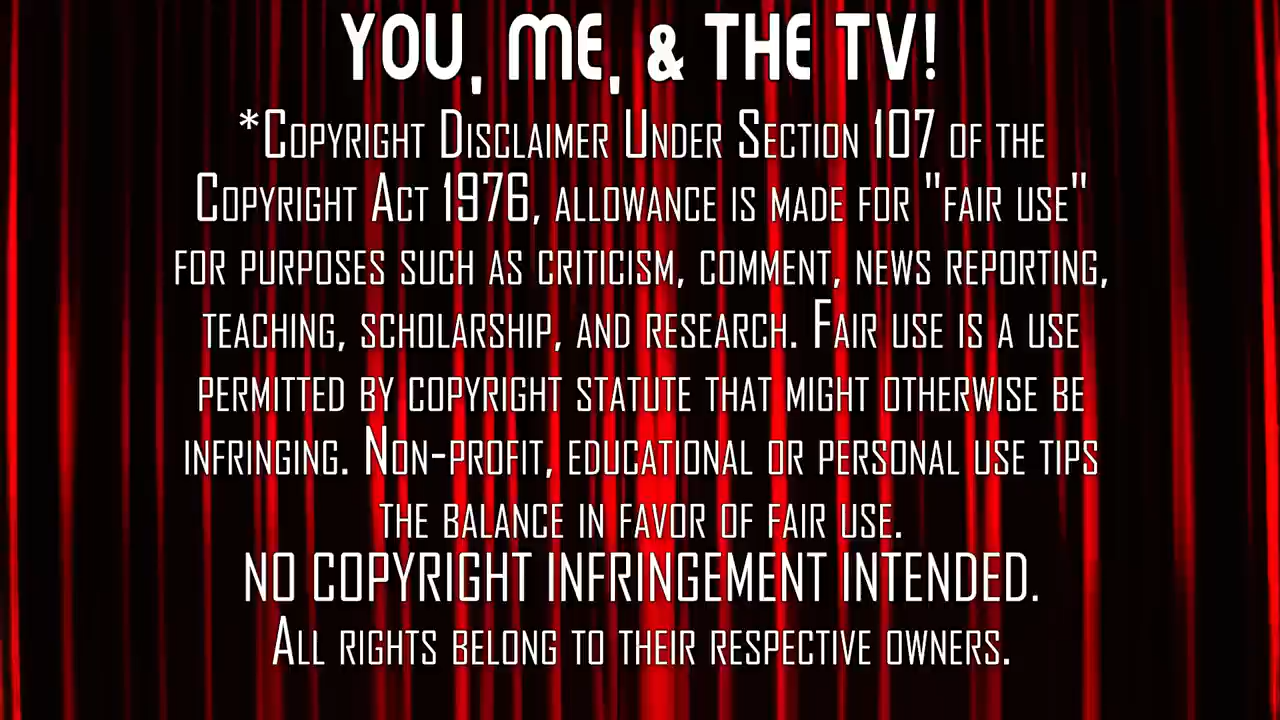 YOU, ME, & THE TV!
*Copyright Disclaimer Under Section 107 of the
Copyright Act 1976, allowance is made for "fair use"
for purposes such as criticism, comment, news reporting,
teaching, scholarship, and research. Fair use is a use
permitted by copyright statute that might otherwise be
infringing. Non-profit, educational or personal use tips
the balance in favor of fair use.
NO COPYRIGHT INFRINGEMENT INTENDED.
All rights belong to their respective owners.